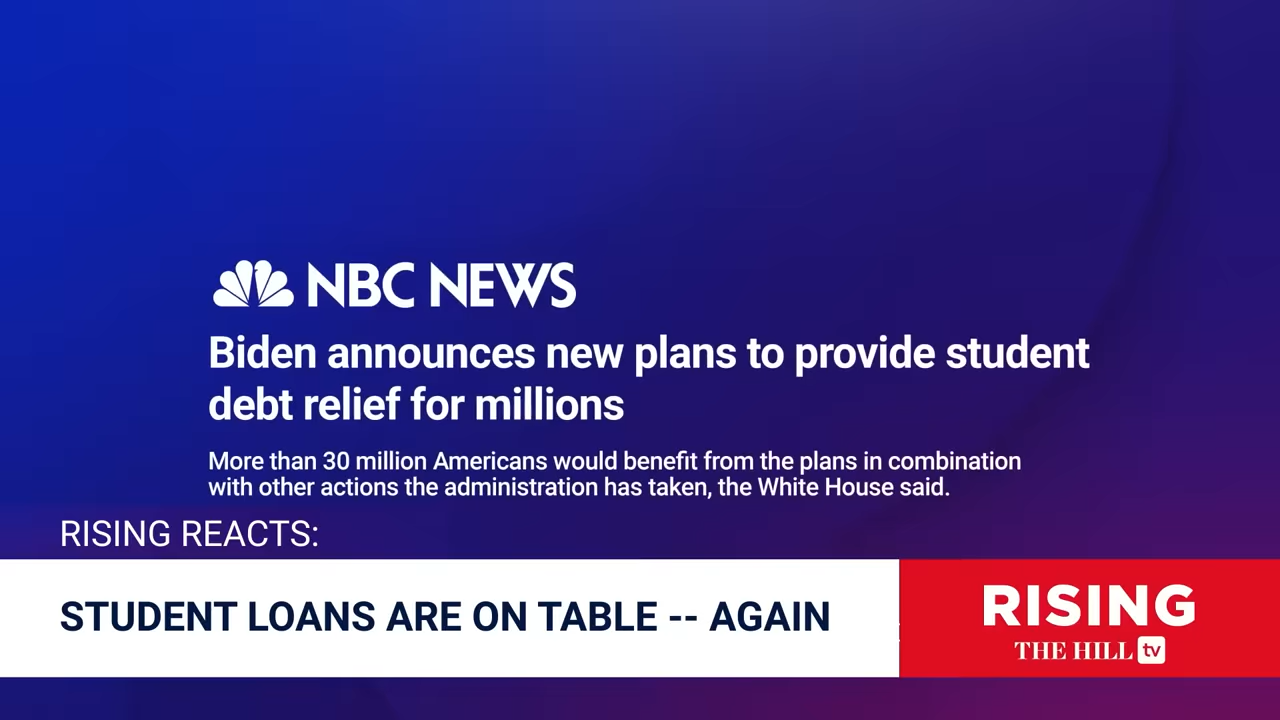 NBC NEWS
Biden announces new plans to provide student
debt relief for millions
More than 30 million Americans would benefit from the plans in combination
with other actions the administration has taken, the White House said.
RISING REACTS:
STUDENT LOANS ARE ON TABLE -- AGAIN
RISING
THE HILL tv